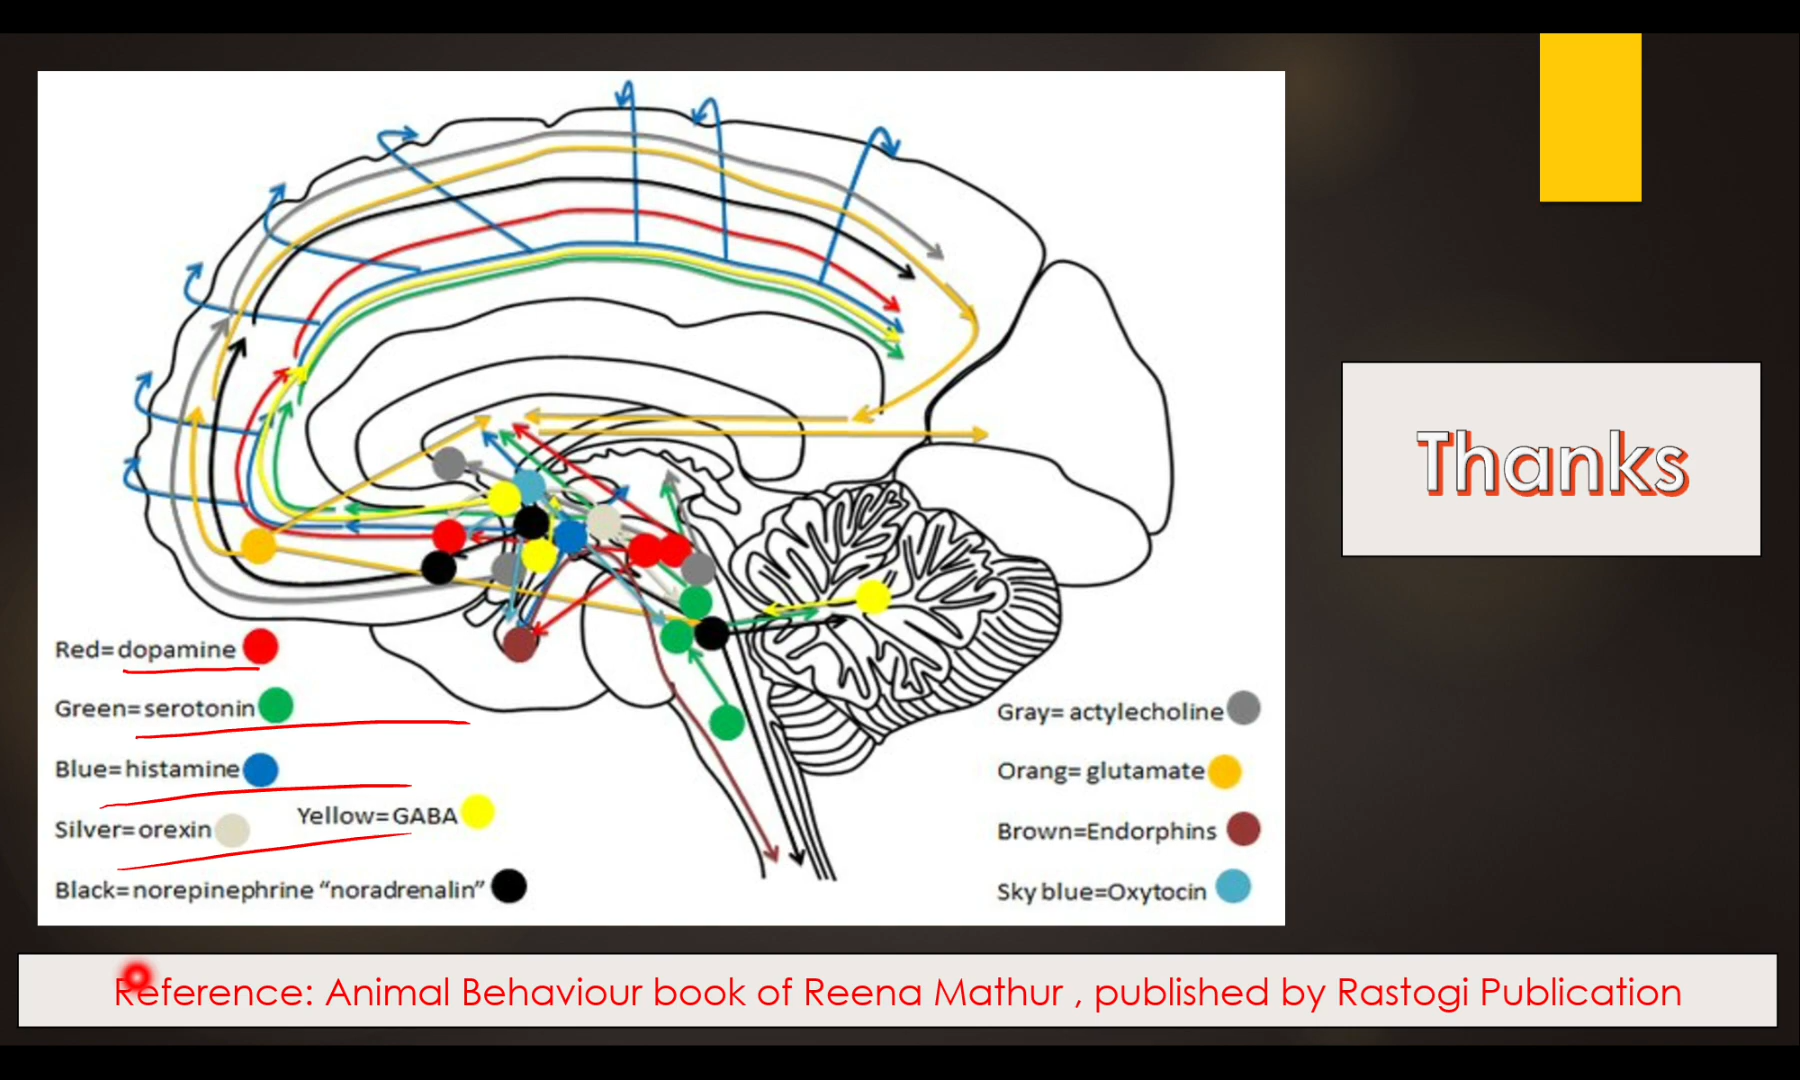 Red= dopamine
Green= serotonin
Blue= histamine
Silver= orexin
Yellow= GABA
Black= norepinephrine “noradrenalin”
Gray= actylecholine
Orang= glutamate
Brown=Endorphins
Sky blue=Oxytocin
Thanks
Reference: Animal Behaviour book of Reena Mathur , published by Rastogi Publication